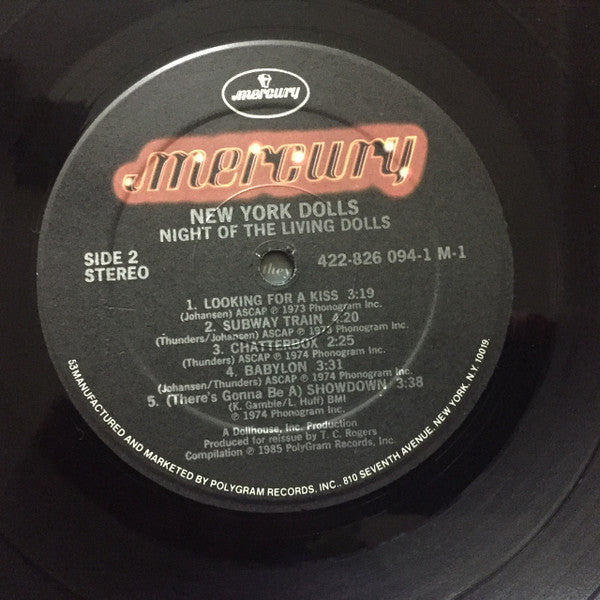 mercury
mercury
NEW YORK DOLLS
NIGHT OF THE LIVING DOLLS
SIDE 2
STEREO
they
422-826 094-1 M-1
1. LOOKING FOR A KISS 3:19
(Johansen) ASCAP ℗ 1973 Phonogram Inc.
2. SUBWAY TRAIN 4:20
(Thunders/Johansen) ASCAP ℗ 1973 Phonogram Inc.
3. CHATTERBOX 2:25
(Thunders) ASCAP ℗ 1974 Phonogram Inc.
4. BABYLON 3:31
(Johansen/Thunders) ASCAP ℗ 1974 Phonogram Inc.
5. (There's Gonna Be A) SHOWDOWN 3:38
(K. Gamble/L. Huff) BMI
℗ 1974 Phonogram Inc.
A Dollhouse, Inc. Production
Produced for reissue by T. C. Rogers
Compilation ℗ 1985 PolyGram Records, Inc.
53 MANUFACTURED AND MARKETED BY POLYGRAM RECORDS, INC., 810 SEVENTH AVENUE, NEW YORK, N.Y. 10019.